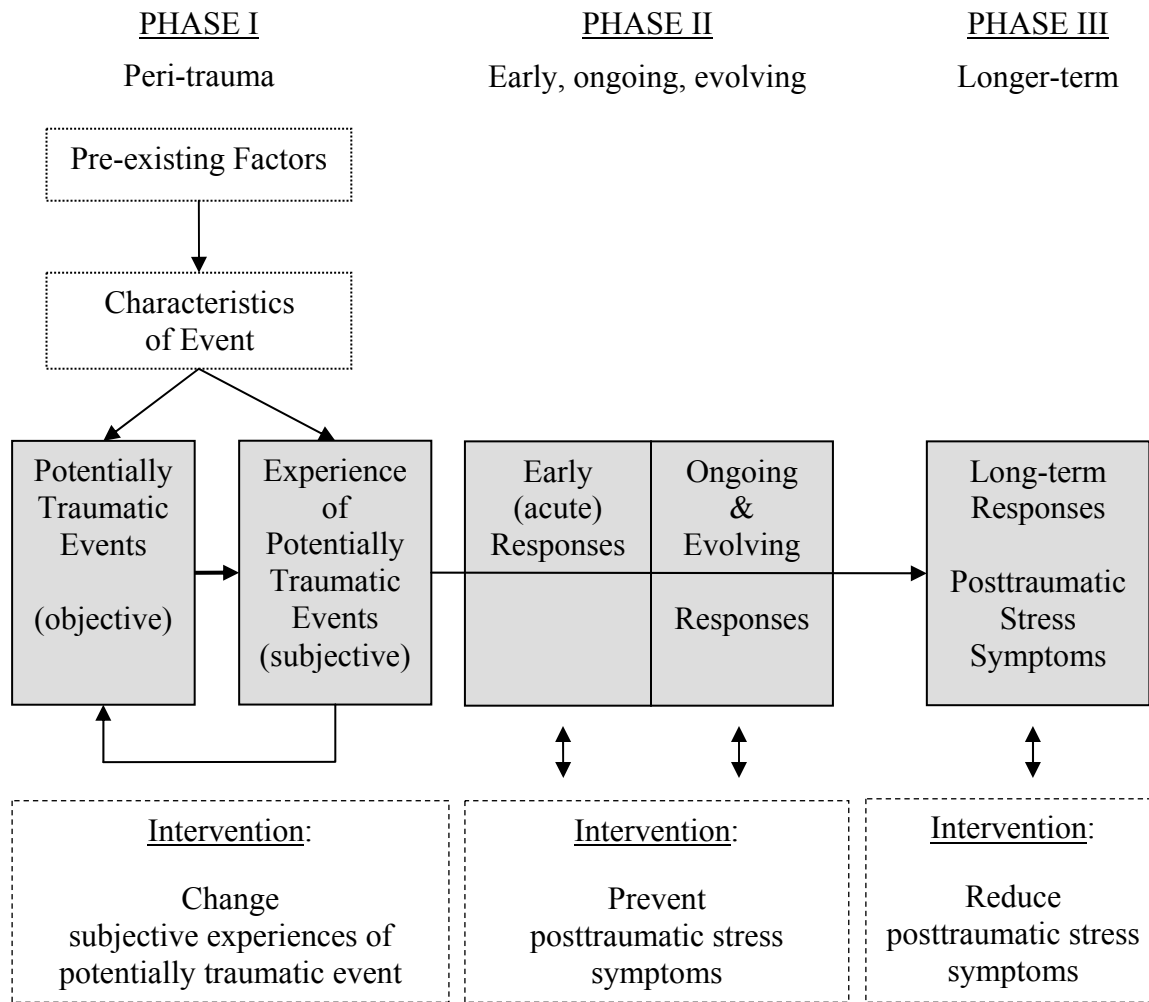 PHASE I
Peri-trauma
PHASE II
Early, ongoing, evolving
PHASE III
Longer-term
Pre-existing Factors
Characteristics
of Event
Potentially
Traumatic
Events
(objective)
Experience
of
Potentially
Traumatic
Events
(subjective)
Early
(acute)
Responses
Ongoing
&
Evolving
Responses
Long-term
Responses
Posttraumatic
Stress
Symptoms
Intervention:
Change
subjective experiences of
potentially traumatic event
Intervention:
Prevent
posttraumatic stress
symptoms
Intervention:
Reduce
posttraumatic stress
symptoms